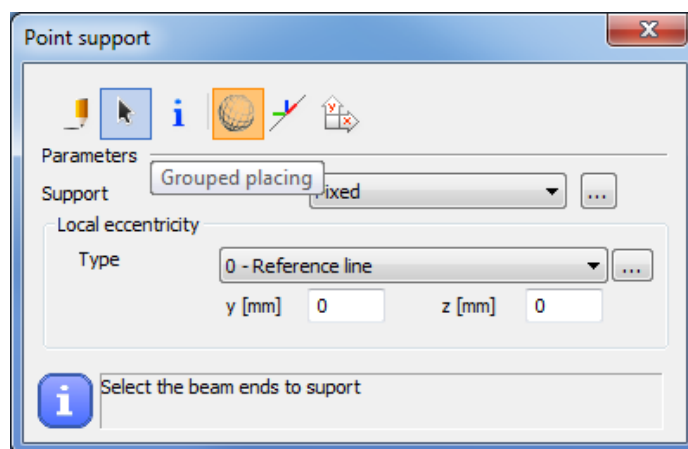 Point support
x
i
y
x
Parameters
Grouped placing
Support
Fixed
...
Local eccentricity
Type
0 - Reference line
...
y [mm]
0
z [mm]
0
i
Select the beam ends to suport